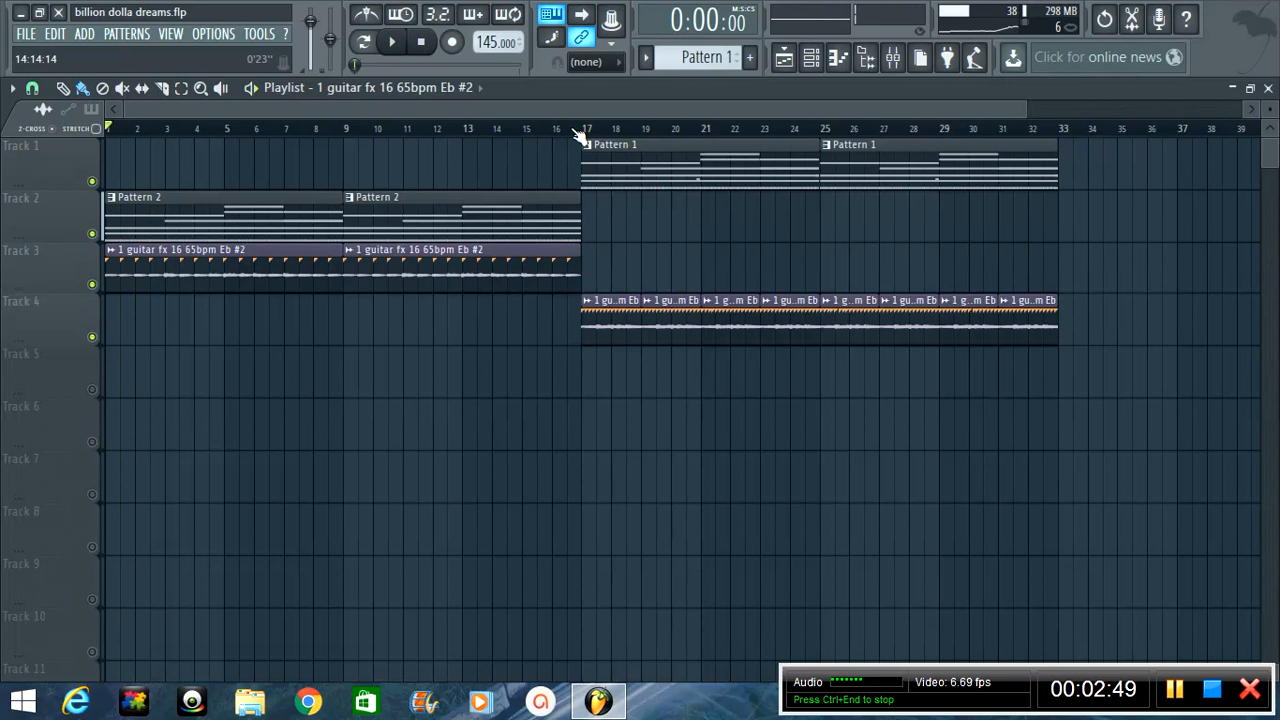 billion dolla dreams.flp
FILE EDIT ADD PATTERNS VIEW OPTIONS TOOLS ?
14:13:14 0'23"
3.2.
145.000
0:00:00
M:S:CS
(none)
Pattern 1
38 298 MB
6
Click for online news
Playlist - 1 guitar fx 16 65bpm Eb #2
Z-CROSS STRETCH
1 2 3 4 5 6 7 8 9 10 11 12 13 14 15 16 17 18 19 20 21 22 23 24 25 26 27 28 29 30 31 32 33 34 35 36 37 38 39
Track 1
Pattern 1 Pattern 1
Track 2
Pattern 2 Pattern 2
Track 3
1 guitar fx 16 65bpm Eb #2 1 guitar fx 16 65bpm Eb #2
Track 4
1 gu..m Eb 1 gu..m Eb 1 g..m Eb 1 gu..m Eb 1 g..m Eb 1 gu..m Eb 1 g..m Eb 1 gu..m Eb
Track 5
Track 6
Track 7
Track 8
Track 9
Track 10
Track 11
Audio Video: 6.69 fps
Press Ctrl+End to stop
00:02:49